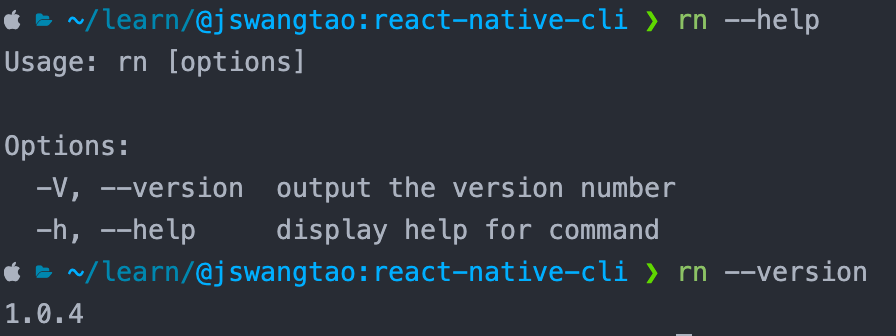 ~/learn/@jswangtao:react-native-cli ❯ rn --help
Usage: rn [options]

Options:
  -V, --version  output the version number
  -h, --help     display help for command
~/learn/@jswangtao:react-native-cli ❯ rn --version
1.0.4